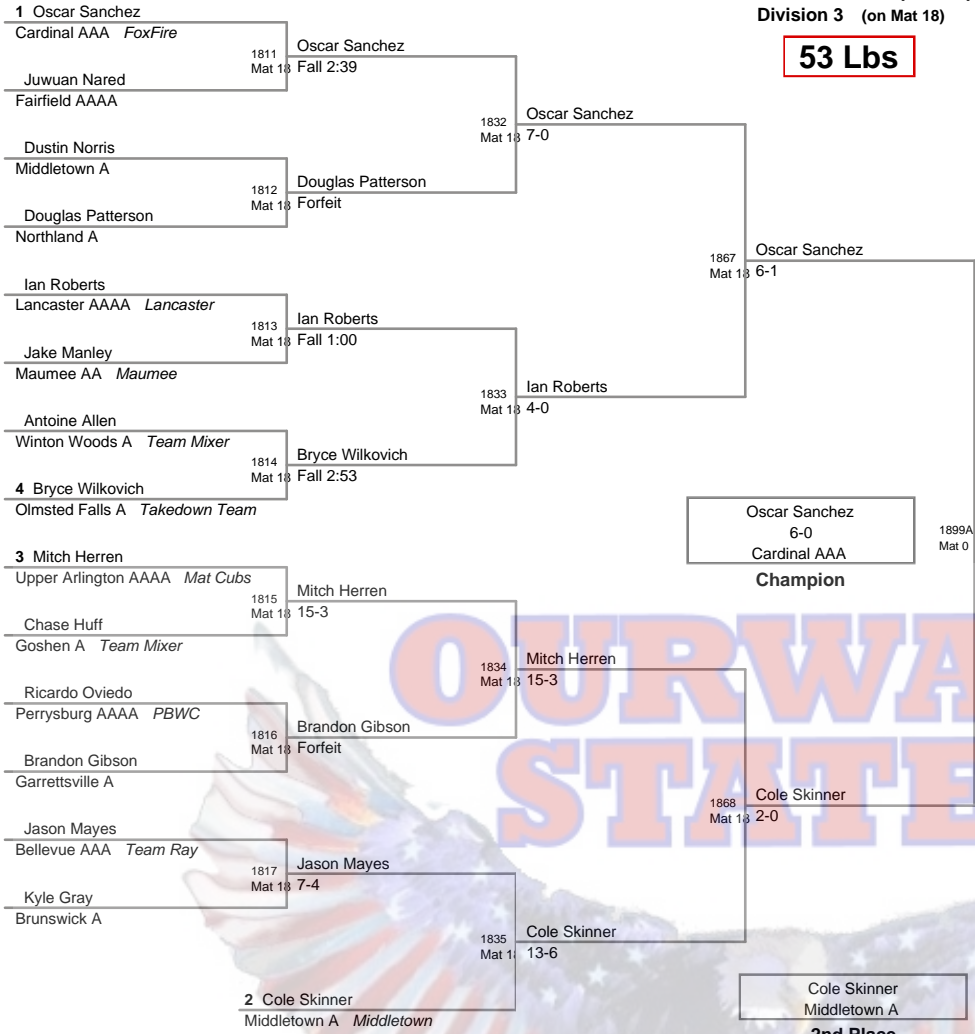 Division 3 (on Mat 18)
53 Lbs
1 Oscar Sanchez
Cardinal AAA FoxFire
1811
Mat 18
Oscar Sanchez
Fall 2:39
Juwuan Nared
Fairfield AAAA
1832
Mat 18
Oscar Sanchez
7-0
Dustin Norris
Middletown A
1812
Mat 18
Douglas Patterson
Forfeit
Douglas Patterson
Northland A
1867
Mat 18
Oscar Sanchez
6-1
Ian Roberts
Lancaster AAAA Lancaster
1813
Mat 18
Ian Roberts
Fall 1:00
Jake Manley
Maumee AA Maumee
1833
Mat 18
Ian Roberts
4-0
Antoine Allen
Winton Woods A Team Mixer
1814
Mat 18
Bryce Wilkovich
Fall 2:53
4 Bryce Wilkovich
Olmsted Falls A Takedown Team
Oscar Sanchez
6-0
Cardinal AAA
Champion
1899A
Mat 0
3 Mitch Herren
Upper Arlington AAAA Mat Cubs
1815
Mat 18
Mitch Herren
15-3
Chase Huff
Goshen A Team Mixer
1834
Mat 18
Mitch Herren
15-3
Ricardo Oviedo
Perrysburg AAAA PBWC
1816
Mat 18
Brandon Gibson
Forfeit
Brandon Gibson
Garrettsville A
1868
Mat 18
Cole Skinner
2-0
Jason Mayes
Bellevue AAA Team Ray
1817
Mat 18
Jason Mayes
7-4
Kyle Gray
Brunswick A
1835
Mat 18
Cole Skinner
13-6
2 Cole Skinner
Middletown A Middletown
Cole Skinner
Middletown A
2nd Place
OURWA
STATE